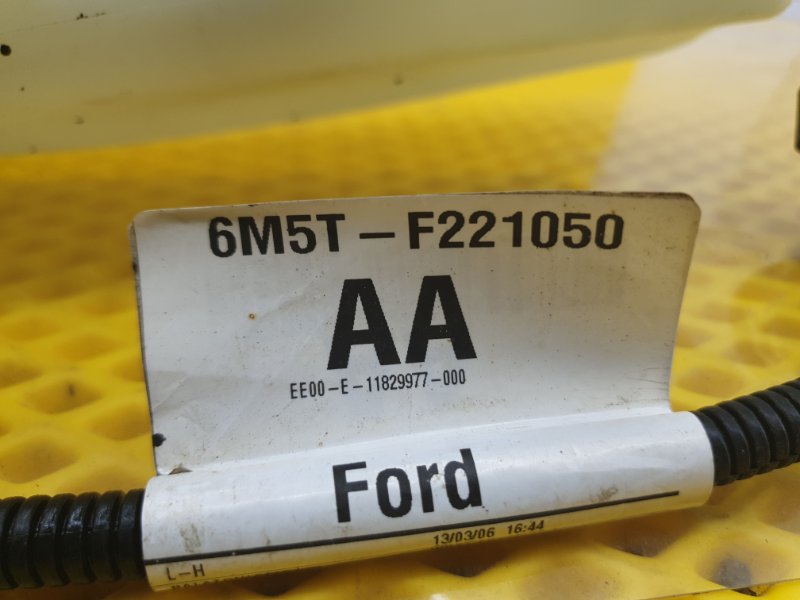 6M5T-F221050
AA
EE00-E-11829977-000
Ford
13/03/06 16:44
L-H